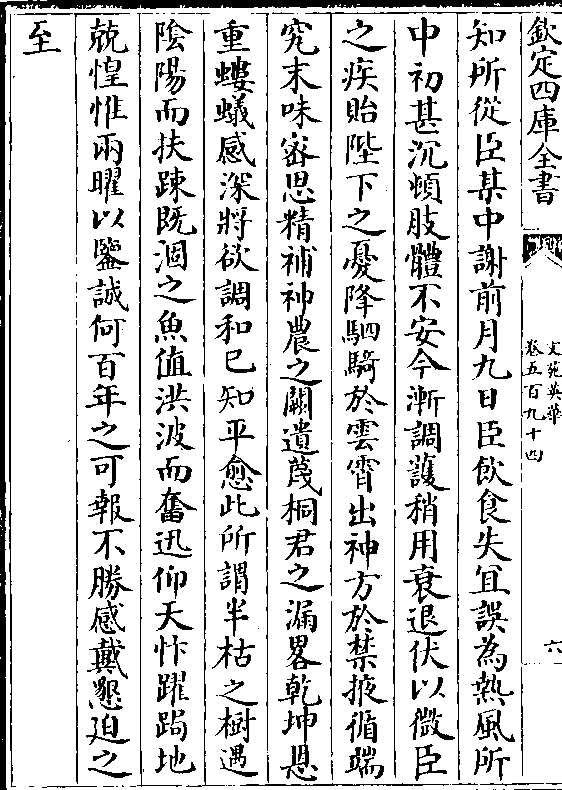 欽定四庫全書
文苑英華
卷五百九十四
六
知所從臣某中謝前月九日臣飲食失宜誤為熱風所
中初甚沉頓肢體不安今漸調護稍用衰退伏以微臣
之疾貽陛下之憂降駟騎於雲霄出神方於禁掖循端
究末味宻思精補神農之闕遺蔑桐君之漏畧乾坤恩
重螻蟻感深將欲調和已知平愈此所謂半枯之樹遇
陰陽而扶踈既涸之魚值洪波而奮迅仰天忭躍跼地
兢惶惟兩曜以鑒誠何百年之可報不勝感戴懇迫之
至